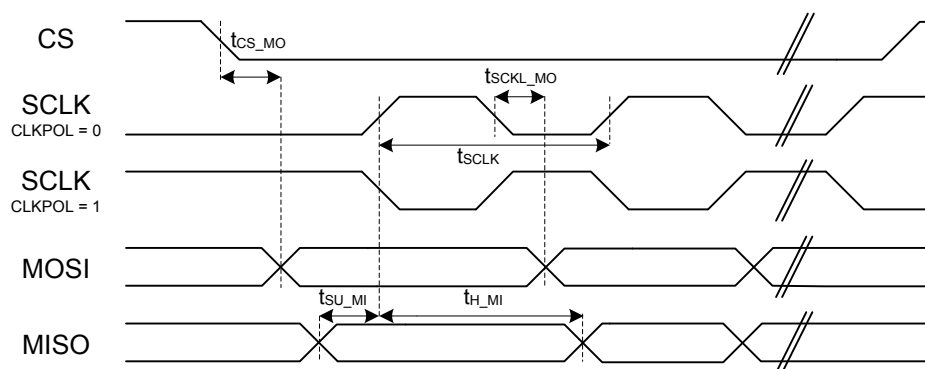 CS
tCS_MO
SCLK
CLKPOL = 0
tSCKL_MO
tSCLK
SCLK
CLKPOL = 1
MOSI
tSU_MI
tH_MI
MISO